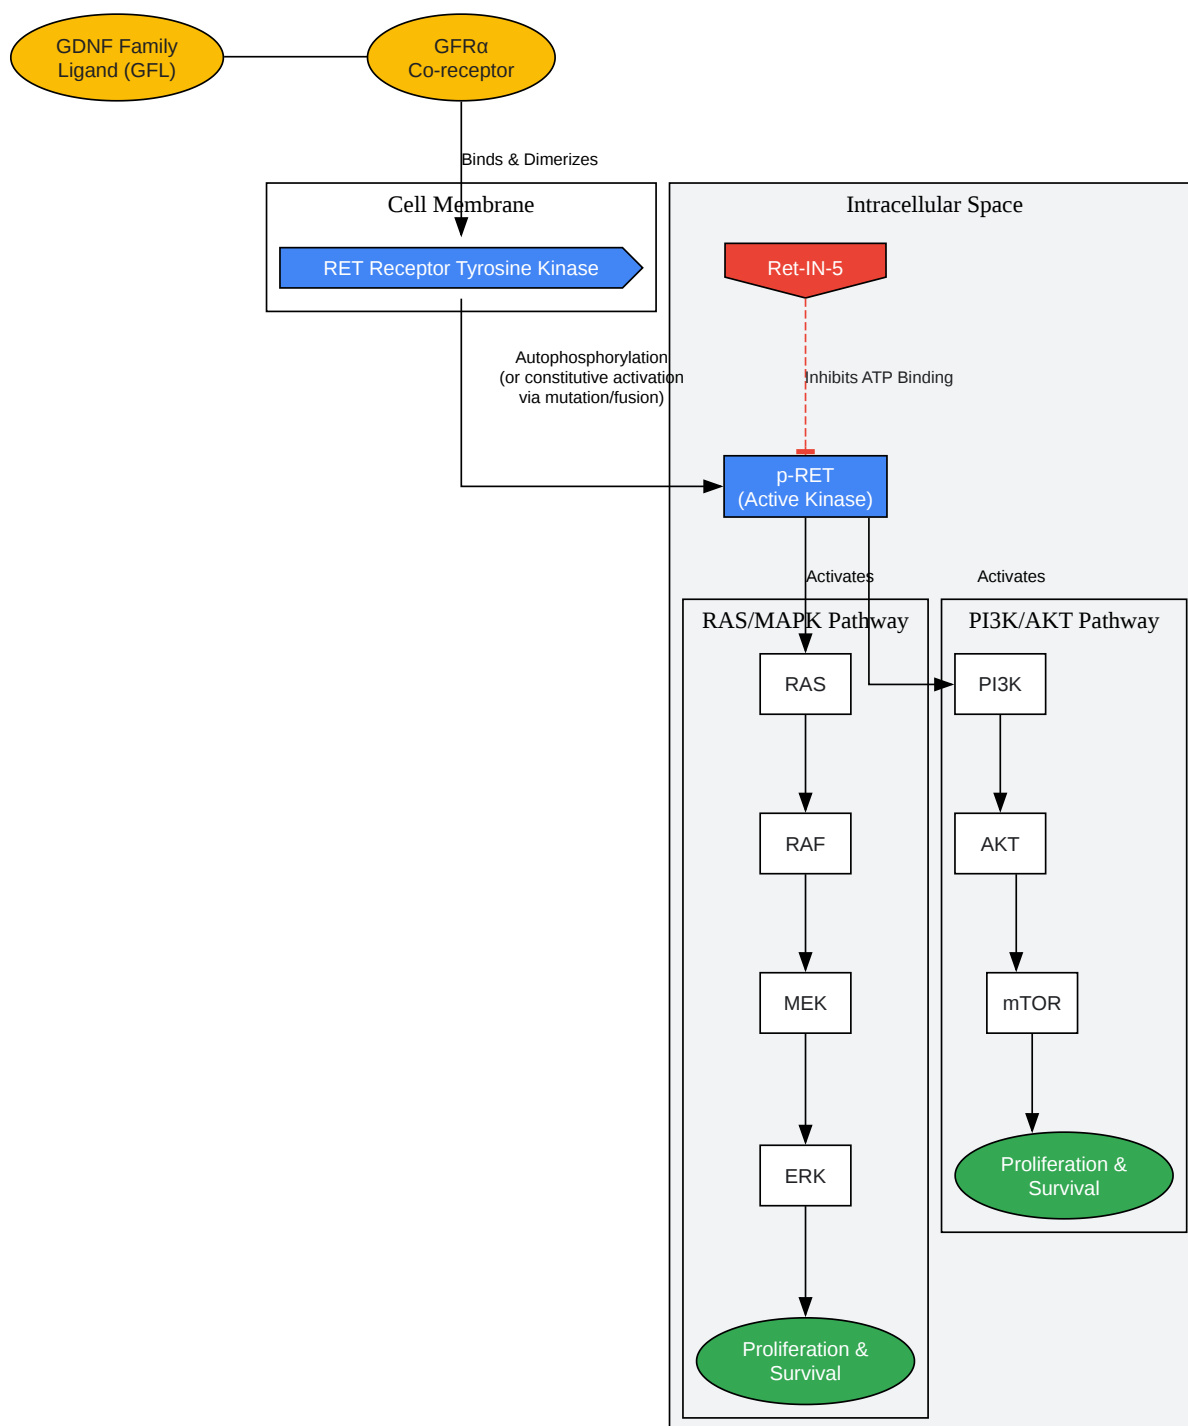 GDNF Family
Ligand (GFL)
GFRα
Co-receptor
Binds & Dimerizes
Cell Membrane
RET Receptor Tyrosine Kinase
Intracellular Space
Ret-IN-5
Autophosphorylation
(or constitutive activation
via mutation/fusion)
Inhibits ATP Binding
p-RET
(Active Kinase)
Activates
Activates
RAS/MAPK Pathway
RAS
RAF
MEK
ERK
Proliferation &
Survival
PI3K/AKT Pathway
PI3K
AKT
mTOR
Proliferation &
Survival